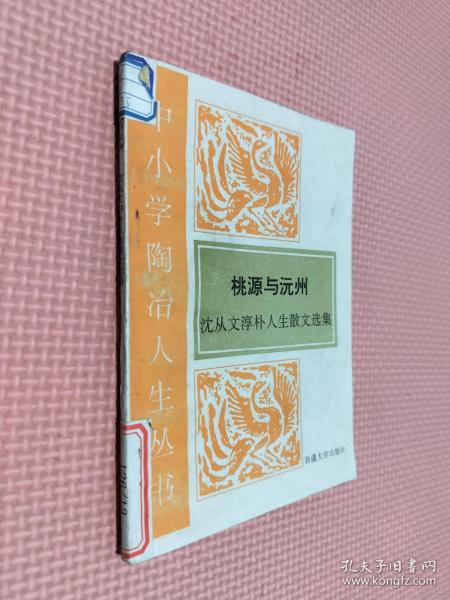 中小学陶冶人生丛书
桃源与沅州
沈从文淳朴人生散文选集
新疆大学出版社
孔夫子旧书网
www.kongfz.com